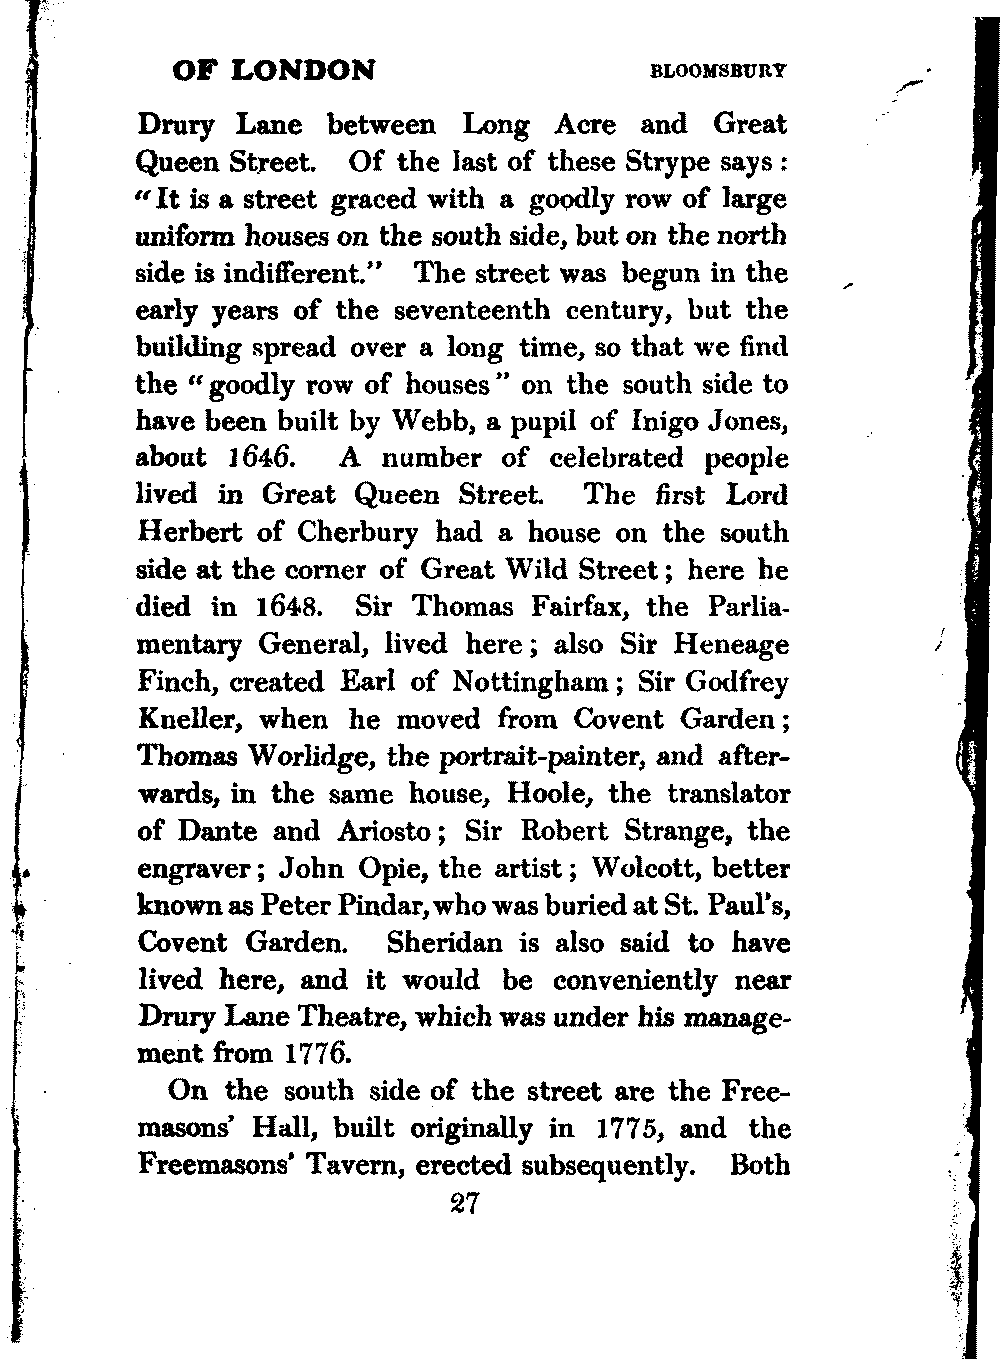 OF LONDON BLOOMSBURY
Drury Lane between Long Acre and Great
Queen Street. Of the last of these Strype says :
"It is a street graced with a goodly row of large
uniform houses on the south side, but on the north
side is indifferent." The street was begun in the
early years of the seventeenth century, but the
building spread over a long time, so that we find
the "goodly row of houses" on the south side to
have been built by Webb, a pupil of Inigo Jones,
about 1646. A number of celebrated people
lived in Great Queen Street. The first Lord
Herbert of Cherbury had a house on the south
side at the corner of Great Wild Street; here he
died in 1648. Sir Thomas Fairfax, the Parlia-
mentary General, lived here; also Sir Heneage
Finch, created Earl of Nottingham; Sir Godfrey
Kneller, when he moved from Covent Garden;
Thomas Worlidge, the portrait-painter, and after-
wards, in the same house, Hoole, the translator
of Dante and Ariosto; Sir Robert Strange, the
engraver; John Opie, the artist; Wolcott, better
known as Peter Pindar, who was buried at St. Paul's,
Covent Garden. Sheridan is also said to have
lived here, and it would be conveniently near
Drury Lane Theatre, which was under his manage-
ment from 1776.
On the south side of the street are the Free-
masons' Hall, built originally in 1775, and the
Freemasons' Tavern, erected subsequently. Both
27